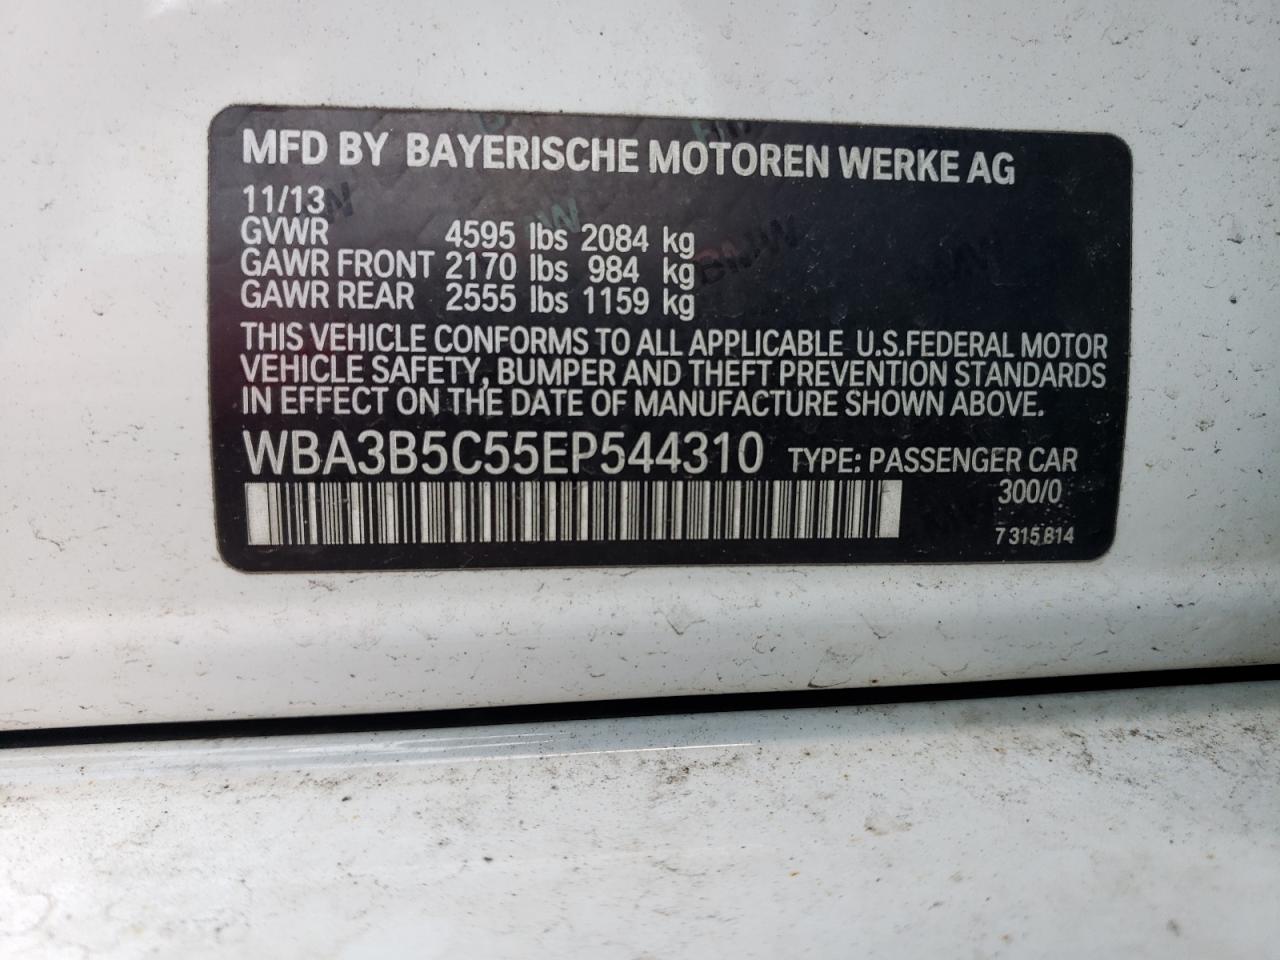 MFD BY BAYERISCHE MOTOREN WERKE AG
11/13
GVWR 4595 lbs 2084 kg
GAWR FRONT 2170 lbs 984 kg
GAWR REAR 2555 lbs 1159 kg
THIS VEHICLE CONFORMS TO ALL APPLICABLE U.S.FEDERAL MOTOR
VEHICLE SAFETY, BUMPER AND THEFT PREVENTION STANDARDS
IN EFFECT ON THE DATE OF MANUFACTURE SHOWN ABOVE.
WBA3B5C55EP544310 TYPE: PASSENGER CAR
300/0
7 315 814